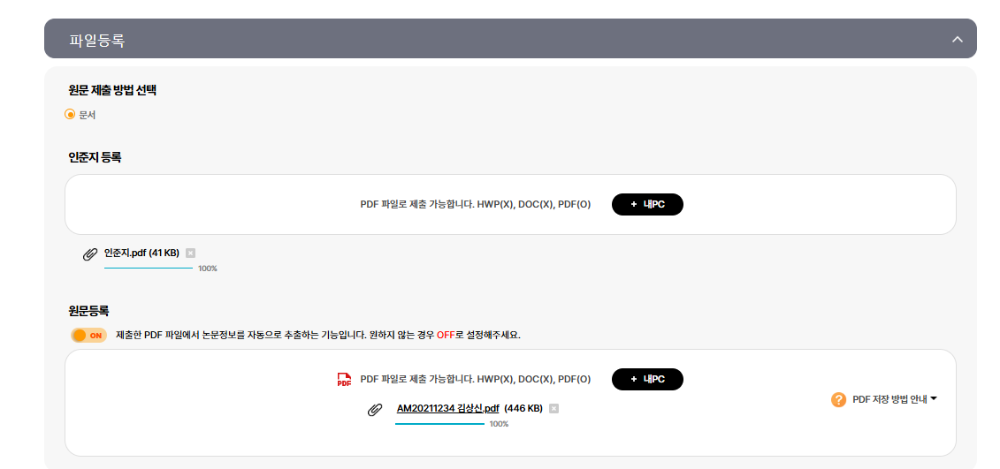 파일등록
원문 제출 방법 선택
문서
인준지 등록
PDF 파일로 제출 가능합니다. HWP(X), DOC(X), PDF(O)
+ 내PC
인준지.pdf (41 KB)
100%
원문등록
ON 제출한 PDF 파일에서 논문정보를 자동으로 추출하는 기능입니다. 원하지 않는 경우 OFF로 설정해주세요.
PDF PDF 파일로 제출 가능합니다. HWP(X), DOC(X), PDF(O)
+ 내PC
? PDF 저장 방법 안내
AM20211234 김상신.pdf (446 KB)
100%